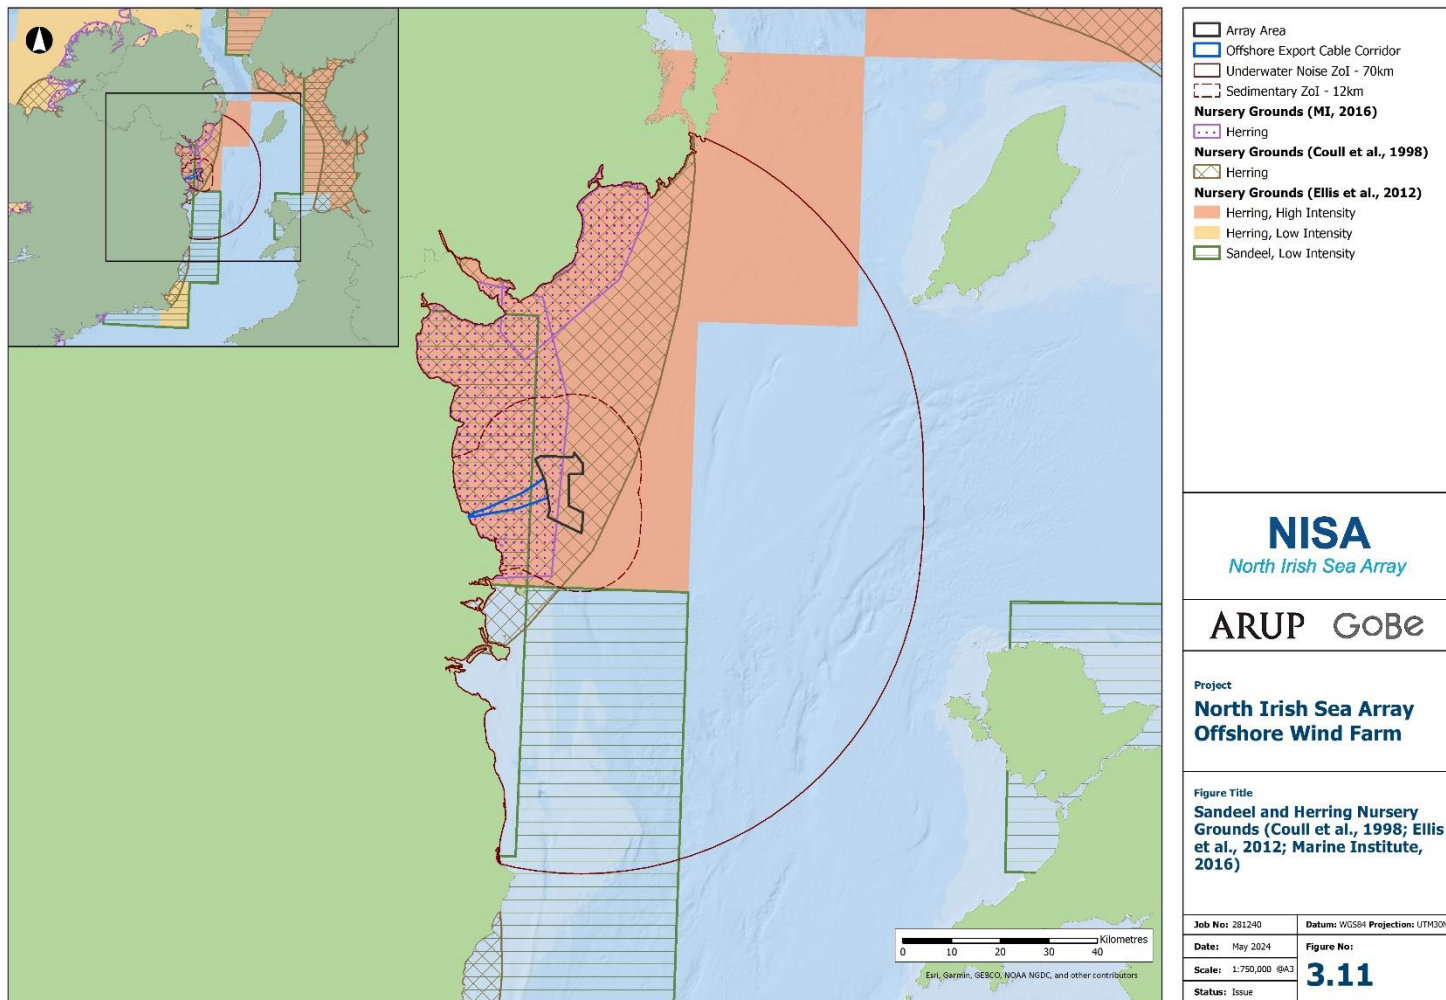 Array Area
Offshore Export Cable Corridor
Underwater Noise ZoI - 70km
Sedimentary ZoI - 12km
Nursery Grounds (MI, 2016)
Herring
Nursery Grounds (Coull et al., 1998)
Herring
Nursery Grounds (Ellis et al., 2012)
Herring, High Intensity
Herring, Low Intensity
Sandeel, Low Intensity
NISA
North Irish Sea Array
ARUP GoBe
Project
North Irish Sea Array
Offshore Wind Farm
Figure Title
Sandeel and Herring Nursery
Grounds (Coull et al., 1998; Ellis
et al., 2012; Marine Institute,
2016)
Job No: 281240 Datum: WGS84 Projection: UTM30N
Date: May 2024 Figure No:
Scale: 1:750,000 @A3 3.11
Status: Issue
Kilometres
0 10 20 30 40
Esri, Garmin, GEBCO, NOAA NGDC, and other contributors